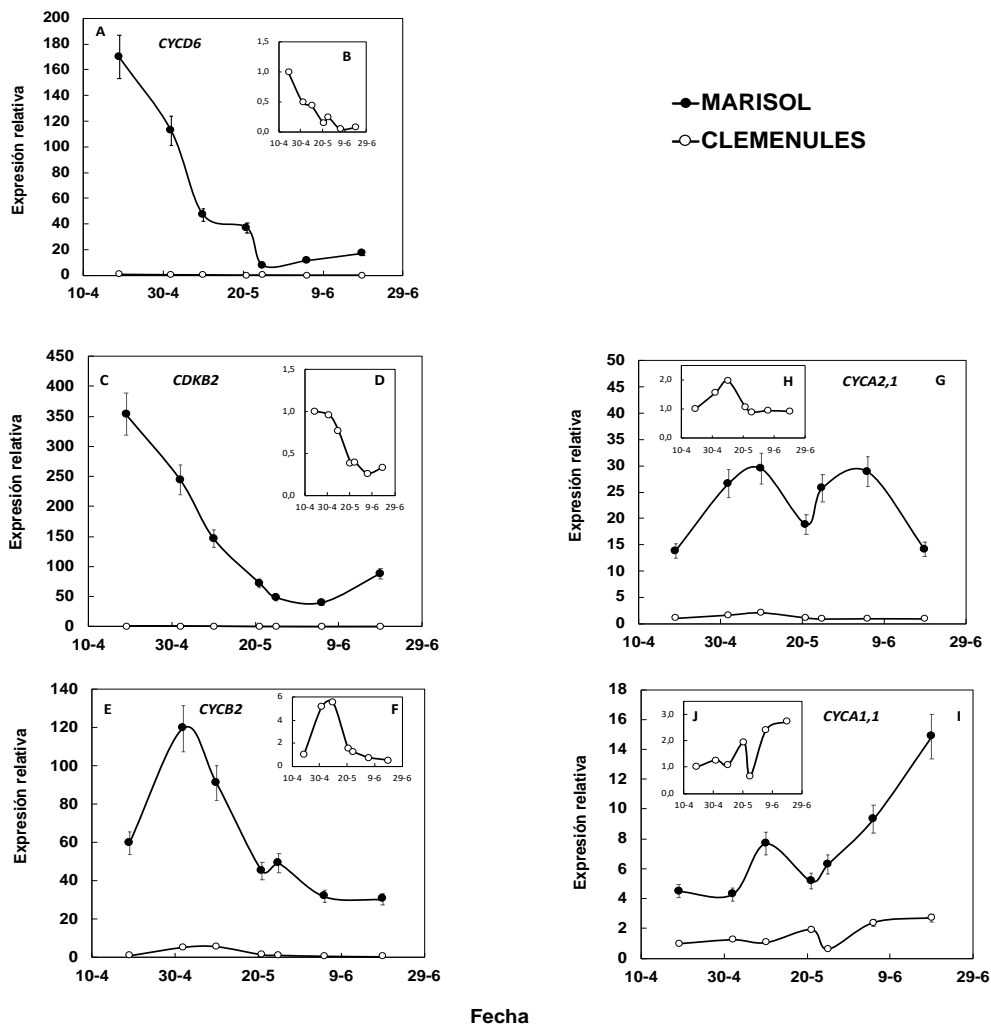 A
CYCD6
B
Expresión relativa
200
180
160
140
120
100
80
60
40
20
0
10-4 30-4 20-5 9-6 29-6
1,5
1,0
0,5
0,0
10-4 30-4 20-5 9-6 29-6
MARISOL
CLEMENULES
C
CDKB2
D
Expresión relativa
450
400
350
300
250
200
150
100
50
0
10-4 30-4 20-5 9-6 29-6
1,5
1,0
0,5
0,0
10-4 30-4 20-5 9-6 29-6
H
CYCA2,1
G
Expresión relativa
50
45
40
35
30
25
20
15
10
5
0
10-4 30-4 20-5 9-6 29-6
2,0
1,0
0,0
10-4 30-4 20-5 9-6 29-6
E
CYCB2
F
Expresión relativa
140
120
100
80
60
40
20
0
10-4 30-4 20-5 9-6 29-6
6
4
2
0
10-4 30-4 20-5 9-6 29-6
J
CYCA1,1
I
Expresión relativa
18
16
14
12
10
8
6
4
2
0
10-4 30-4 20-5 9-6 29-6
3,0
2,0
1,0
0,0
10-4 30-4 20-5 9-6 29-6
Fecha